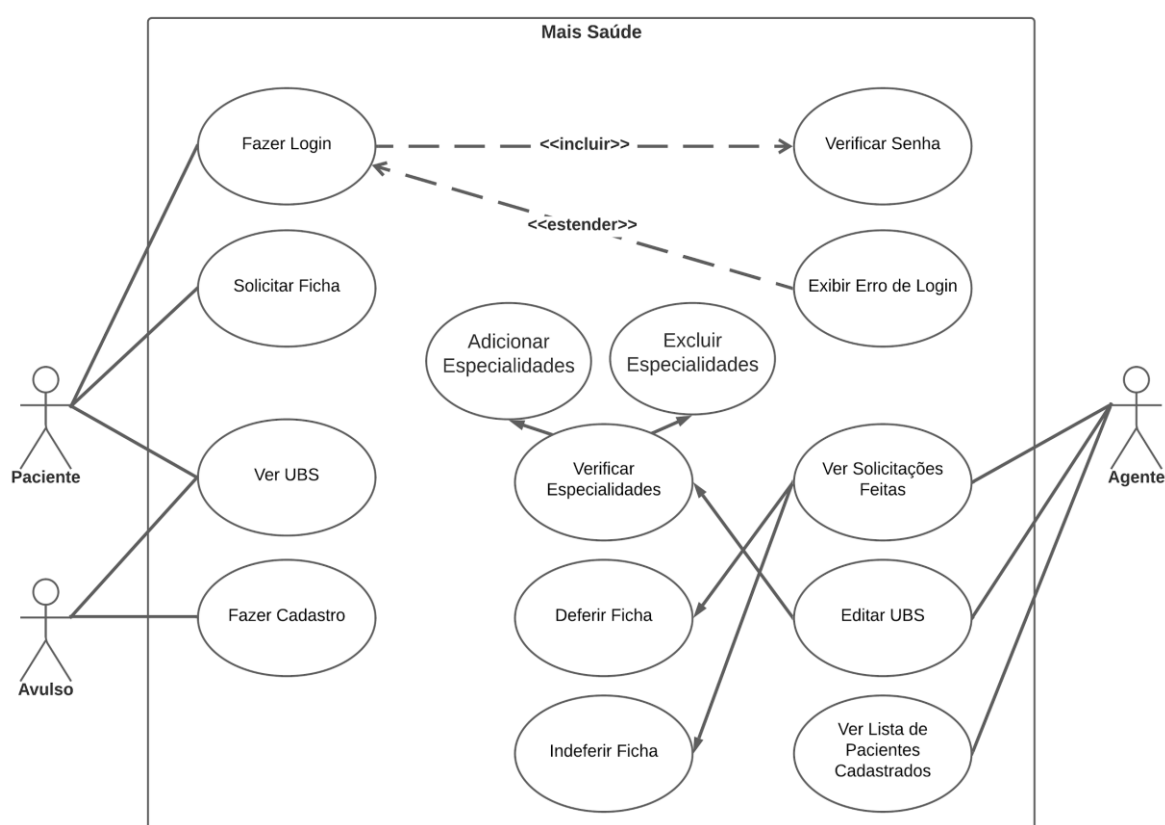 Mais Saúde
Fazer Login
<<incluir>>
Verificar Senha
<<estender>>
Solicitar Ficha
Exibir Erro de Login
Adicionar
Especialidades
Excluir
Especialidades
Paciente
Ver UBS
Verificar
Especialidades
Ver Solicitações
Feitas
Agente
Avulso
Fazer Cadastro
Deferir Ficha
Editar UBS
Indeferir Ficha
Ver Lista de
Pacientes
Cadastrados